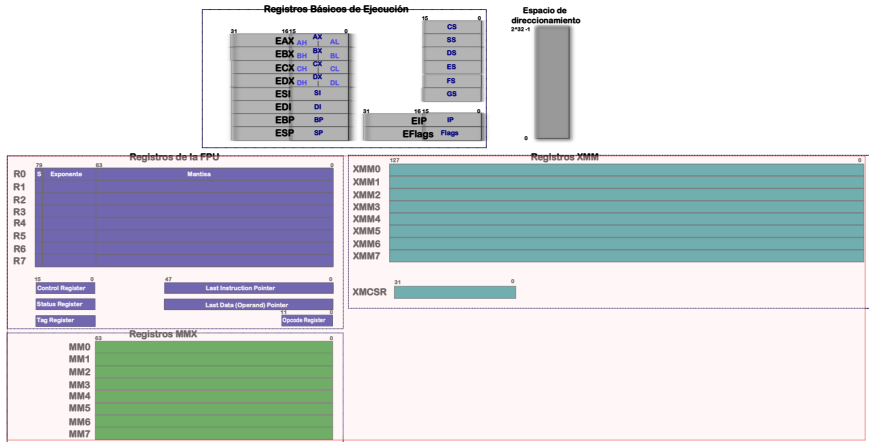 Registros Básicos de Ejecución
31 16 15 0
EAX AX AH AL
EBX BX BH BL
ECX CX CH CL
EDX DX DH DL
ESI SI
EDI DI
EBP BP
ESP SP
15 0
CS
SS
DS
ES
FS
GS
31 16 15 0
EIP IP
EFlags Flags
Espacio de
direccionamiento
2^32 -1
0
Registros de la FPU
79 63 0
R0 S Exponente Mantisa
R1
R2
R3
R4
R5
R6
R7
15 0 47 0
Control Register Last Instruction Pointer
Status Register Last Data (Operand) Pointer
11 0
Tag Register Opcode Register
Registros XMM
127 0
XMM0
XMM1
XMM2
XMM3
XMM4
XMM5
XMM6
XMM7
31 0
XMCSR
Registros MMX
63 0
MM0
MM1
MM2
MM3
MM4
MM5
MM6
MM7